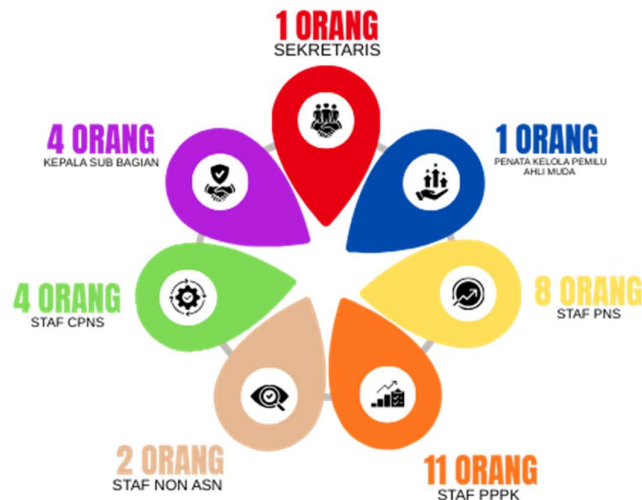 1 ORANG
SEKRETARIS
4 ORANG
KEPALA SUB BAGIAN
1 ORANG
PENATA KELOLA PEMILU
AHLI MUDA
4 ORANG
STAF CPNS
8 ORANG
STAF PNS
2 ORANG
STAF NON ASN
11 ORANG
STAF PPPK